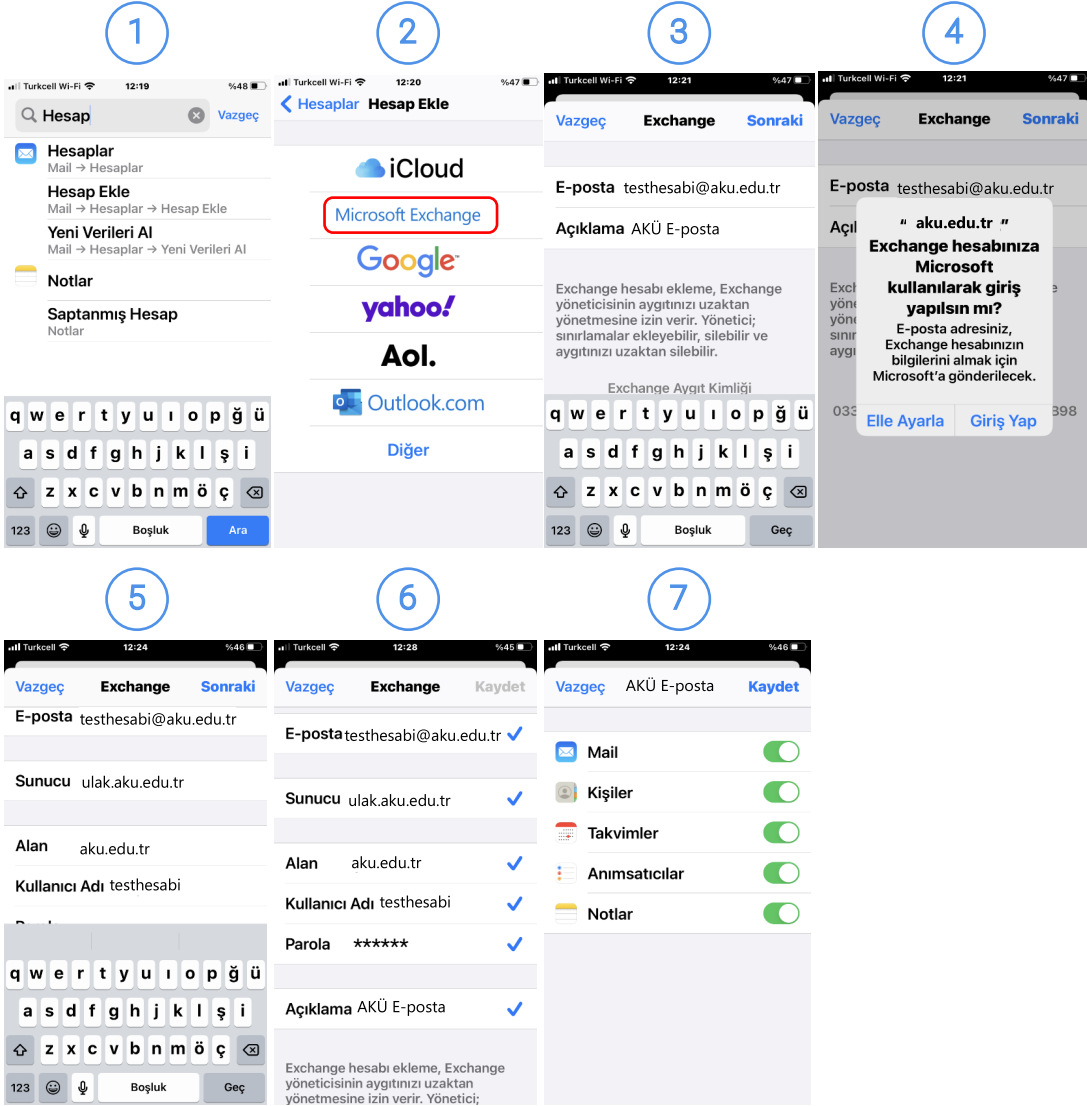 1
Turkcell Wi-Fi 12:19 %48
Hesap Vazgeç
Hesaplar
Mail → Hesaplar
Hesap Ekle
Mail → Hesaplar → Hesap Ekle
Yeni Verileri Al
Mail → Hesaplar → Yeni Verileri Al
Notlar
Saptanmış Hesap
Notlar
q w e r t y u ı o p ğ ü
a s d f g h j k l ş i
z x c v b n m ö ç
123 Boşluk Ara
2
Turkcell Wi-Fi 12:20 %47
Hesaplar Hesap Ekle
iCloud
Microsoft Exchange
Google
yahoo!
Aol.
Outlook.com
Diğer
3
Turkcell Wi-Fi 12:21 %47
Vazgeç Exchange Sonraki
E-posta testhesabi@aku.edu.tr
Açıklama AKÜ E-posta
Exchange hesabı ekleme, Exchange
yöneticisinin aygıtınızı uzaktan
yönetmesine izin verir. Yönetici;
sınırlamalar ekleyebilir, silebilir ve
aygıtınızı uzaktan silebilir.
Exchange Aygıt Kimliği
q w e r t y u ı o p ğ ü
a s d f g h j k l ş i
z x c v b n m ö ç
123 Boşluk Geç
4
Turkcell Wi-Fi 12:21 %47
Vazgeç Exchange Sonraki
E-posta testhesabi@aku.edu.tr
" aku.edu.tr "
Exchange hesabınıza
Microsoft
kullanılarak giriş
yapılsın mı?
E-posta adresiniz,
Exchange hesabınızın
bilgilerini almak için
Microsoft'a gönderilecek.
033 B98
Elle Ayarla Giriş Yap
5
Turkcell 12:24 %46
Vazgeç Exchange Sonraki
E-posta testhesabi@aku.edu.tr
Sunucu ulak.aku.edu.tr
Alan aku.edu.tr
Kullanıcı Adı testhesabi
q w e r t y u ı o p ğ ü
a s d f g h j k l ş i
z x c v b n m ö ç
123 Boşluk Geç
6
Turkcell 12:28 %45
Vazgeç Exchange Kaydet
E-posta testhesabi@aku.edu.tr
Sunucu ulak.aku.edu.tr
Alan aku.edu.tr
Kullanıcı Adı testhesabi
Parola ******
Açıklama AKÜ E-posta
Exchange hesabı ekleme, Exchange
yöneticisinin aygıtınızı uzaktan
yönetmesine izin verir. Yönetici;
7
Turkcell 12:24 %46
Vazgeç AKÜ E-posta Kaydet
Mail
Kişiler
Takvimler
Anımsatıcılar
Notlar